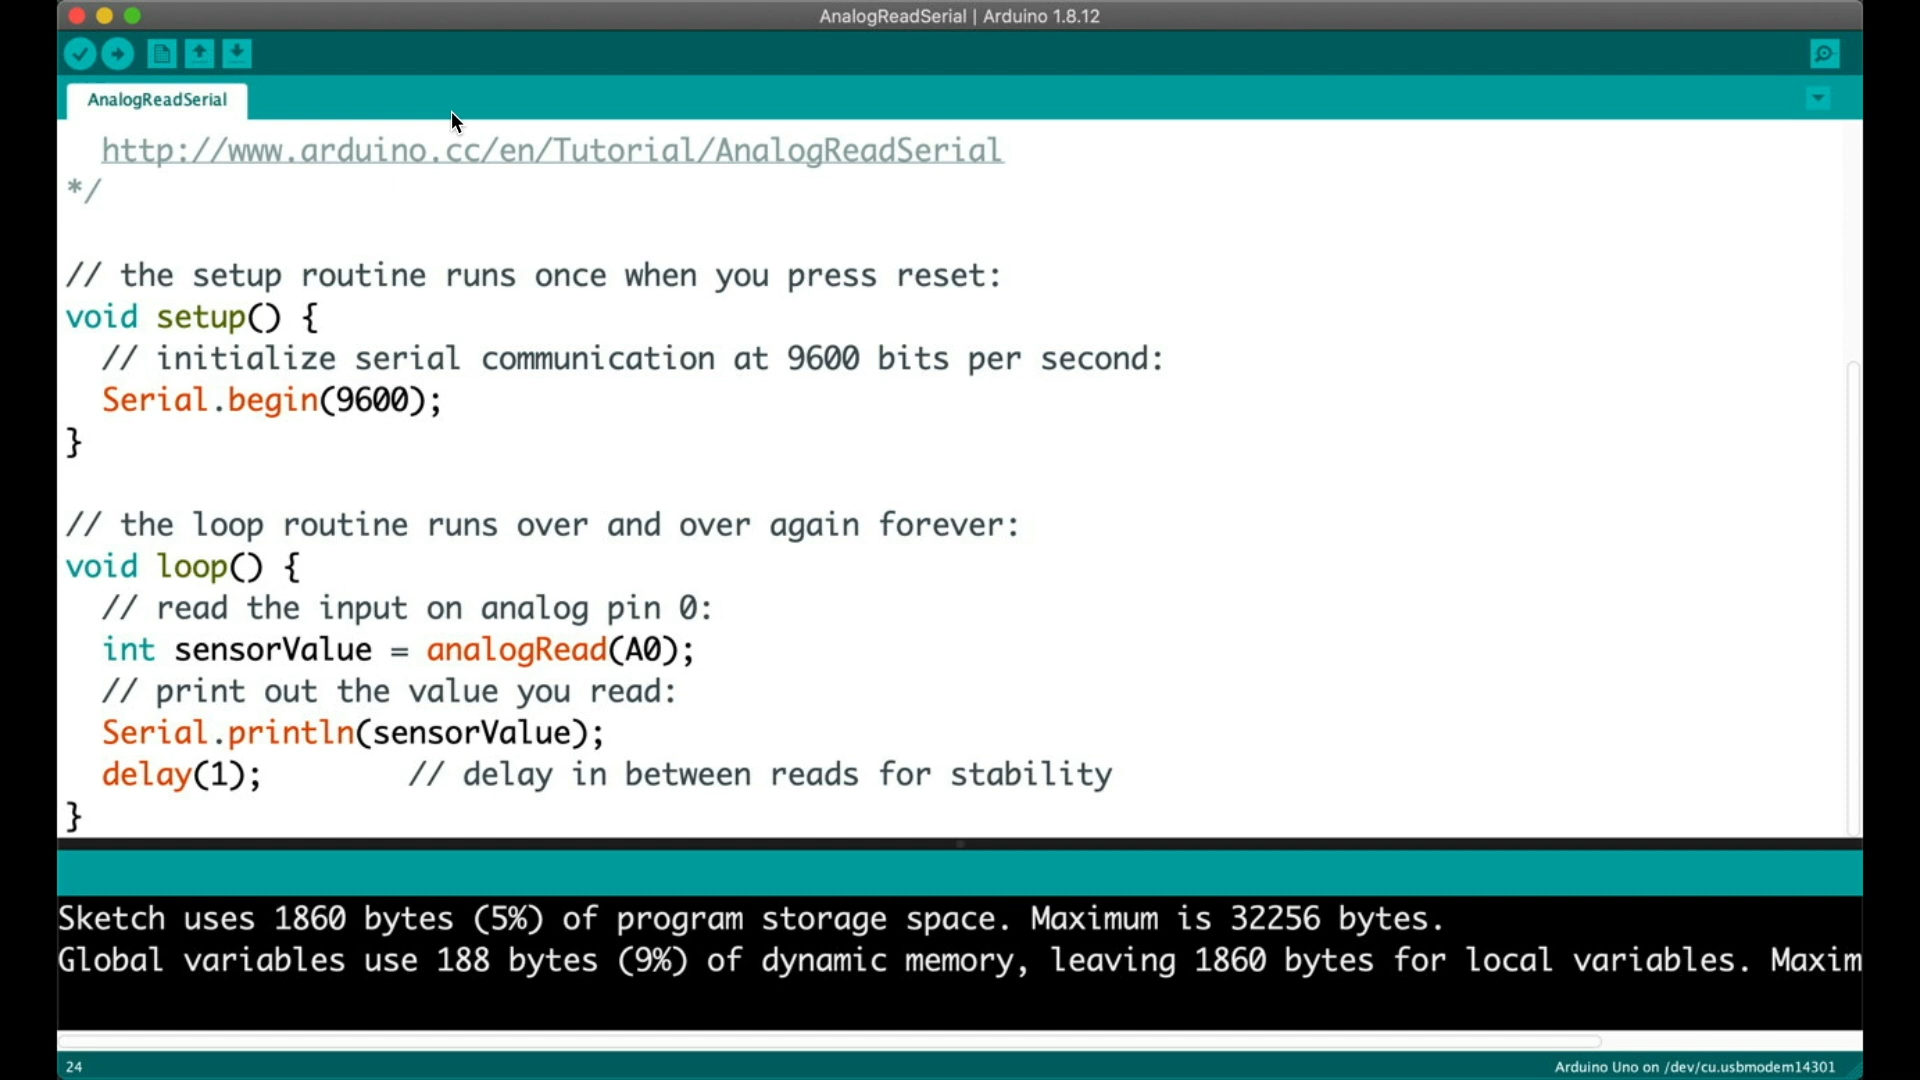 AnalogReadSerial | Arduino 1.8.12
AnalogReadSerial
http://www.arduino.cc/en/Tutorial/AnalogReadSerial
*/
// the setup routine runs once when you press reset:
void setup() {
  // initialize serial communication at 9600 bits per second:
  Serial.begin(9600);
}
// the loop routine runs over and over again forever:
void loop() {
  // read the input on analog pin 0:
  int sensorValue = analogRead(A0);
  // print out the value you read:
  Serial.println(sensorValue);
  delay(1);        // delay in between reads for stability
}
Sketch uses 1860 bytes (5%) of program storage space. Maximum is 32256 bytes.
Global variables use 188 bytes (9%) of dynamic memory, leaving 1860 bytes for local variables. Maxim
24
Arduino Uno on /dev/cu.usbmodem14301